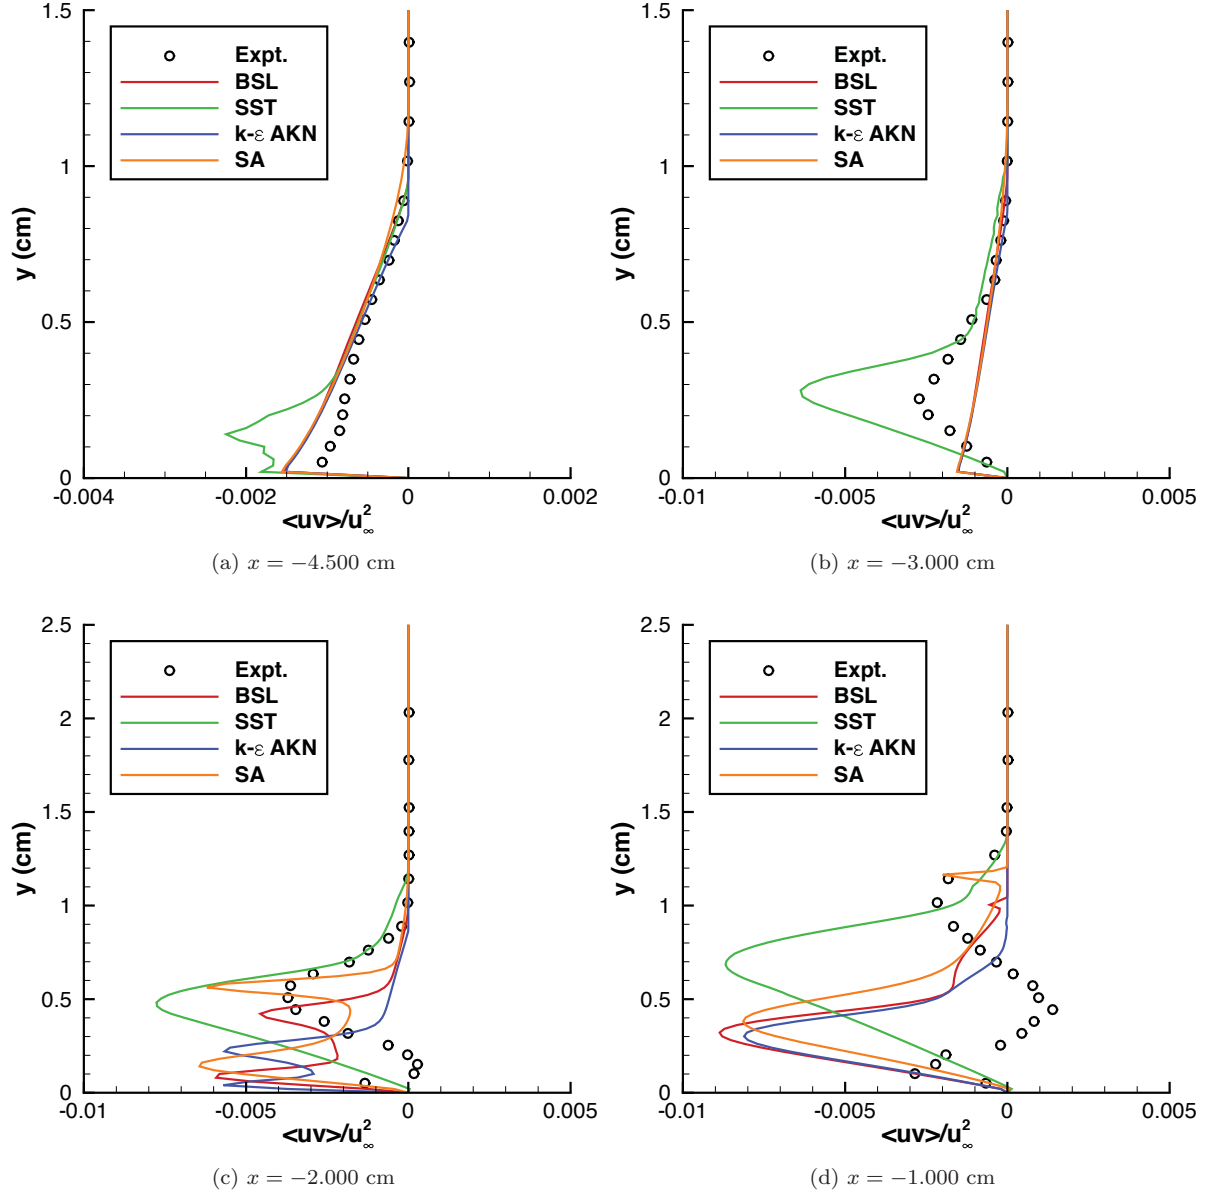 1.5
1
0.5
0
y (cm)
Expt.
BSL
SST
k-ε AKN
SA
-0.004
-0.002
0
0.002
<uv>/u²∞
(a) x = −4.500 cm
1.5
1
0.5
0
y (cm)
Expt.
BSL
SST
k-ε AKN
SA
-0.01
-0.005
0
0.005
<uv>/u²∞
(b) x = −3.000 cm
2.5
2
1.5
1
0.5
0
y (cm)
Expt.
BSL
SST
k-ε AKN
SA
-0.01
-0.005
0
0.005
<uv>/u²∞
(c) x = −2.000 cm
2.5
2
1.5
1
0.5
0
y (cm)
Expt.
BSL
SST
k-ε AKN
SA
-0.01
-0.005
0
0.005
<uv>/u²∞
(d) x = −1.000 cm